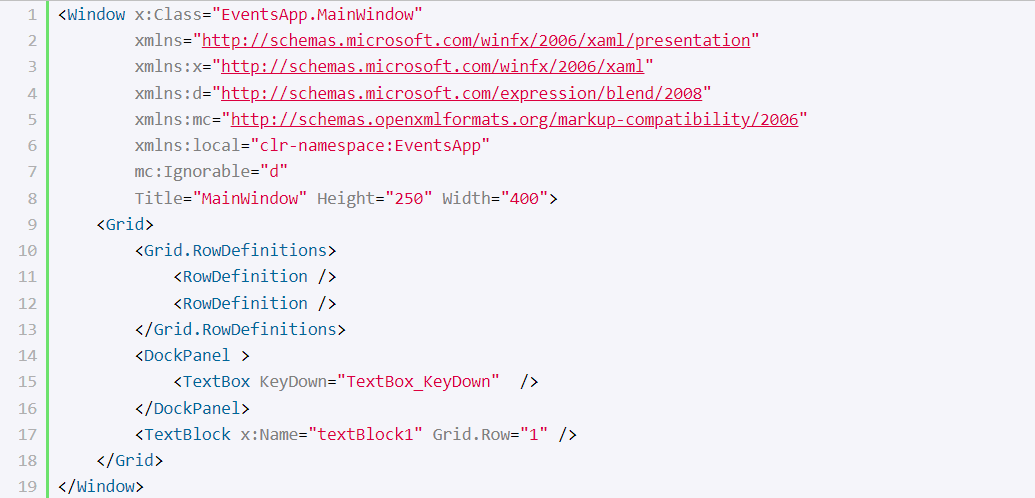 1 <Window x:Class="EventsApp.MainWindow"
2         xmlns="http://schemas.microsoft.com/winfx/2006/xaml/presentation"
3         xmlns:x="http://schemas.microsoft.com/winfx/2006/xaml"
4         xmlns:d="http://schemas.microsoft.com/expression/blend/2008"
5         xmlns:mc="http://schemas.openxmlformats.org/markup-compatibility/2006"
6         xmlns:local="clr-namespace:EventsApp"
7         mc:Ignorable="d"
8         Title="MainWindow" Height="250" Width="400">
9     <Grid>
10         <Grid.RowDefinitions>
11             <RowDefinition />
12             <RowDefinition />
13         </Grid.RowDefinitions>
14         <DockPanel >
15             <TextBox KeyDown="TextBox_KeyDown"  />
16         </DockPanel>
17         <TextBlock x:Name="textBlock1" Grid.Row="1" />
18     </Grid>
19 </Window>